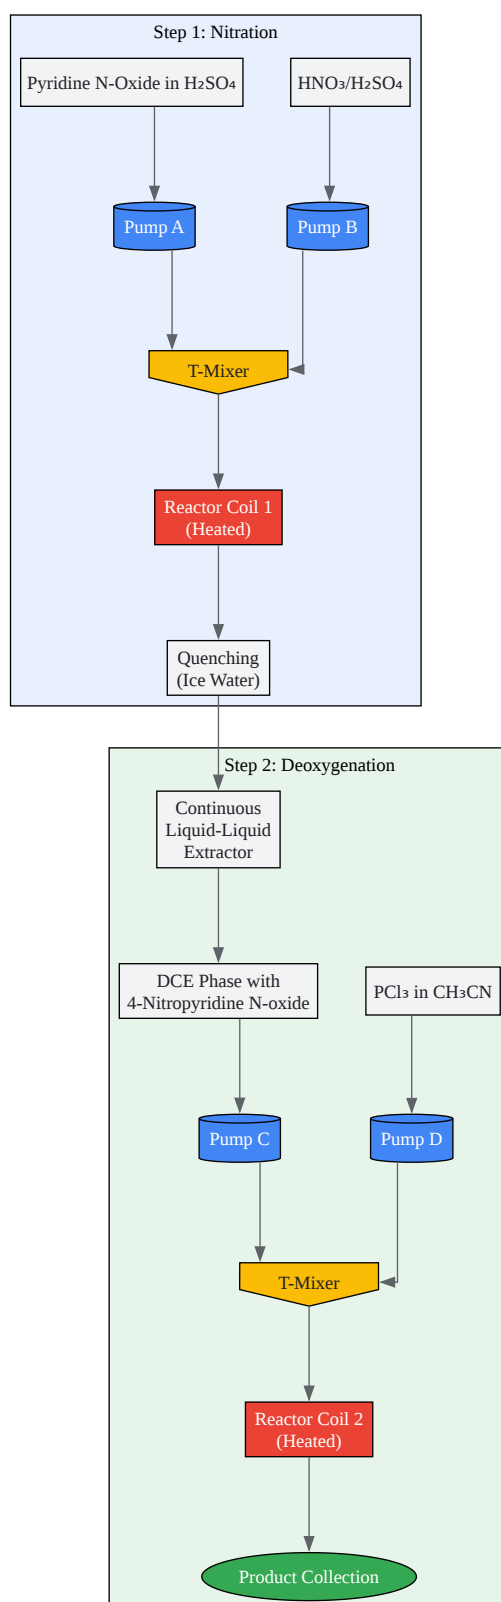 Step 1: Nitration
Pyridine N-Oxide in H₂SO₄
HNO₃/H₂SO₄
Pump A
Pump B
T-Mixer
Reactor Coil 1
(Heated)
Quenching
(Ice Water)
Step 2: Deoxygenation
Continuous
Liquid-Liquid
Extractor
DCE Phase with
4-Nitropyridine N-oxide
PCl₃ in CH₃CN
Pump C
Pump D
T-Mixer
Reactor Coil 2
(Heated)
Product Collection